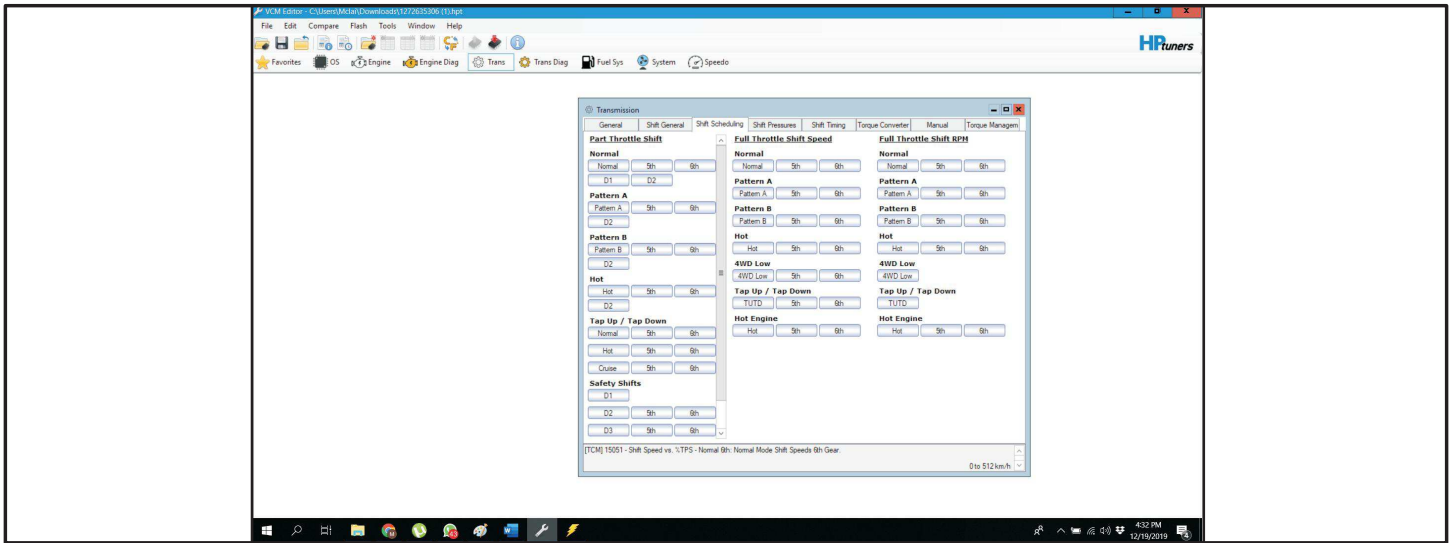 VCM Editor - C:\Users\Mclai\Downloads\1272635306 (1).hpt
File Edit Compare Flash Tools Window Help
HPtuners
Favorites OS Engine Engine Diag Trans Trans Diag Fuel Sys System Speedo
Transmission
General Shift General Shift Scheduling Shift Pressures Shift Timing Torque Converter Manual Torque Managem
Part Throttle Shift
Normal
Normal 5th 6th
D1 D2
Pattern A
Pattern A 5th 6th
D2
Pattern B
Pattern B 5th 6th
D2
Hot
Hot 5th 6th
D2
Tap Up / Tap Down
Normal 5th 6th
Hot 5th 6th
Cruise 5th 6th
Safety Shifts
D1
D2 5th 6th
D3 5th 6th
Full Throttle Shift Speed
Normal
Normal 5th 6th
Pattern A
Pattern A 5th 6th
Pattern B
Pattern B 5th 6th
Hot
Hot 5th 6th
4WD Low
4WD Low 5th 6th
Tap Up / Tap Down
TUTD 5th 6th
Hot Engine
Hot 5th 6th
Full Throttle Shift RPM
Normal
Normal 5th 6th
Pattern A
Pattern A 5th 6th
Pattern B
Pattern B 5th 6th
Hot
Hot 5th 6th
4WD Low
4WD Low
Tap Up / Tap Down
TUTD
Hot Engine
Hot 5th 6th
[TCM] 15051 - Shift Speed vs. %TPS - Normal 6th: Normal Mode Shift Speeds 6th Gear.
0 to 512 km/h
4:32 PM
12/19/2019